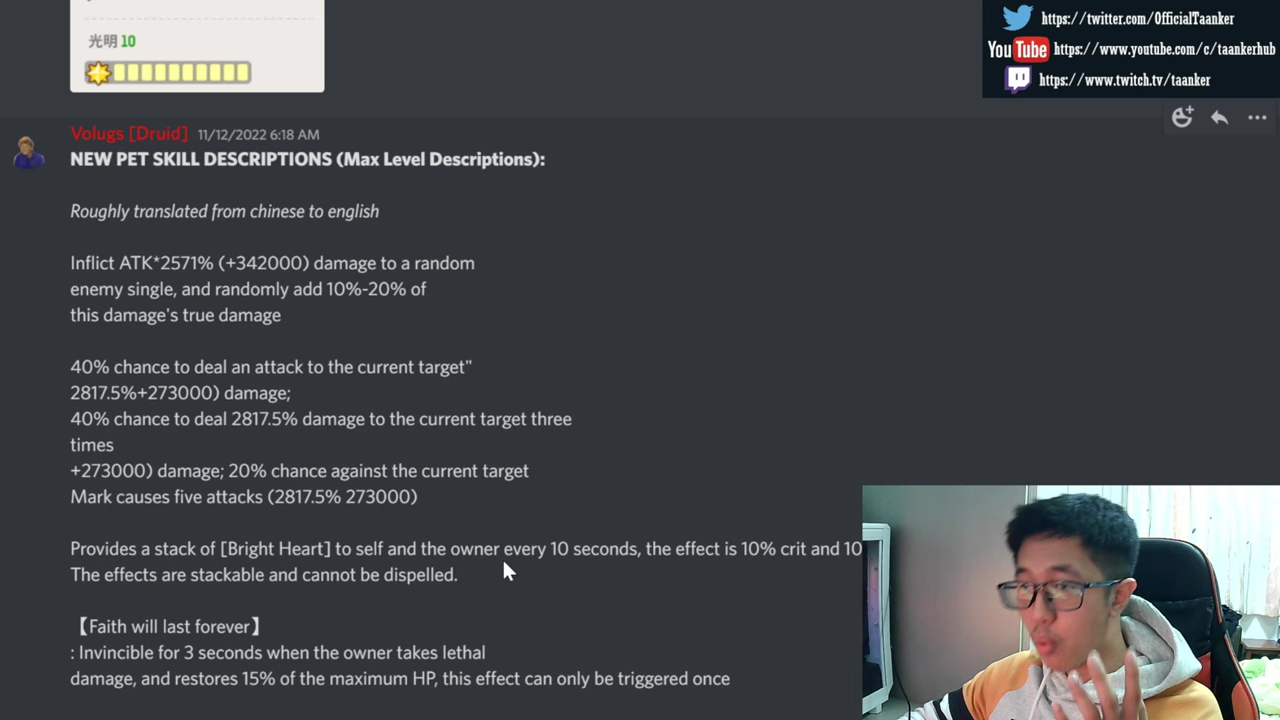 https://twitter.com/0fficialTaanker
YouTube https://www.youtube.com/c/taankerhub
https://www.twitch.tv/taanker
光明 10
Volugs [Druid] 11/12/2022 6:18 AM
NEW PET SKILL DESCRIPTIONS (Max Level Descriptions):
Roughly translated from chinese to english
Inflict ATK*2571% (+342000) damage to a random
enemy single, and randomly add 10%-20% of
this damage's true damage
40% chance to deal an attack to the current target"
2817.5%+273000) damage;
40% chance to deal 2817.5% damage to the current target three
times
+273000) damage; 20% chance against the current target
Mark causes five attacks (2817.5% 273000)
Provides a stack of [Bright Heart] to self and the owner every 10 seconds, the effect is 10% crit and 10
The effects are stackable and cannot be dispelled.
【Faith will last forever】
: Invincible for 3 seconds when the owner takes lethal
damage, and restores 15% of the maximum HP, this effect can only be triggered once